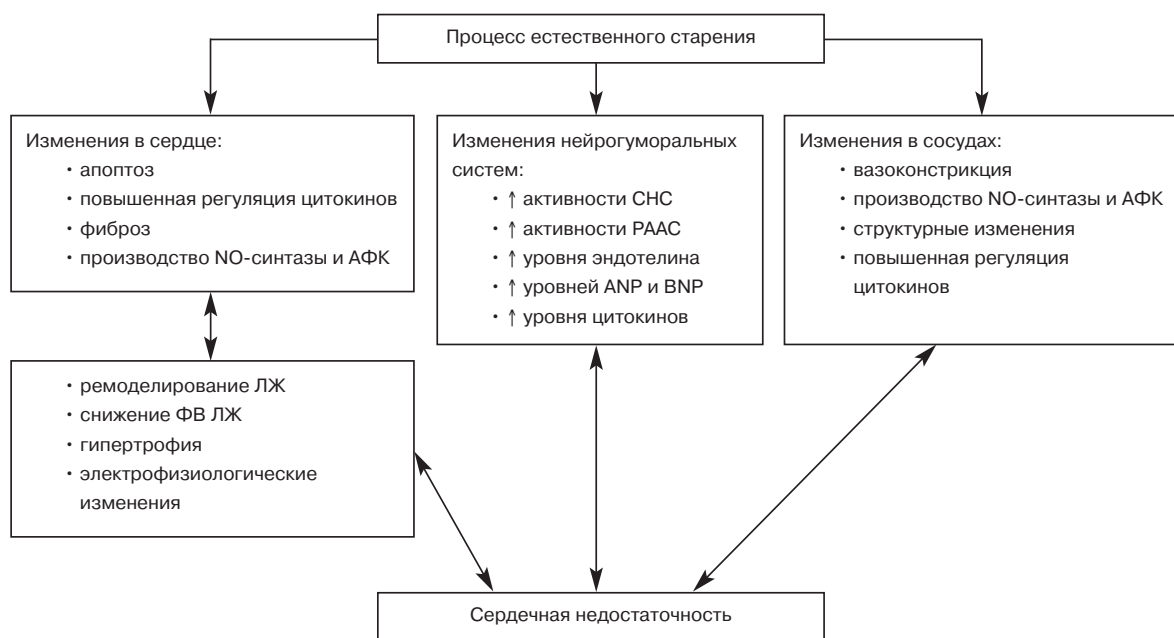 Процесс естественного старения
Изменения в сердце:
• апоптоз
• повышенная регуляция цитокинов
• фиброз
• производство NO-синтазы и АФК
Изменения нейрогуморальных
систем:
• ↑ активности СНС
• ↑ активности РААС
• ↑ уровня эндотелина
• ↑ уровней ANP и BNP
• ↑ уровня цитокинов
Изменения в сосудах:
• вазоконстрикция
• производство NO-синтазы и АФК
• структурные изменения
• повышенная регуляция
цитокинов
• ремоделирование ЛЖ
• снижение ФВ ЛЖ
• гипертрофия
• электрофизиологические
изменения
Сердечная недостаточность